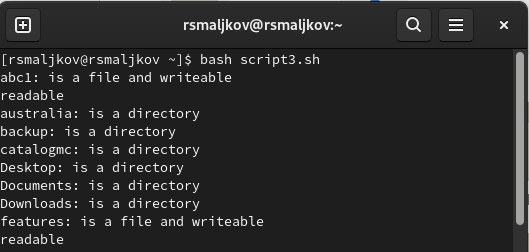 rsmaljkov@rsmaljkov:~
[rsmaljkov@rsmaljkov ~]$ bash script3.sh
abc1: is a file and writeable
readable
australia: is a directory
backup: is a directory
catalogmc: is a directory
Desktop: is a directory
Documents: is a directory
Downloads: is a directory
features: is a file and writeable
readable